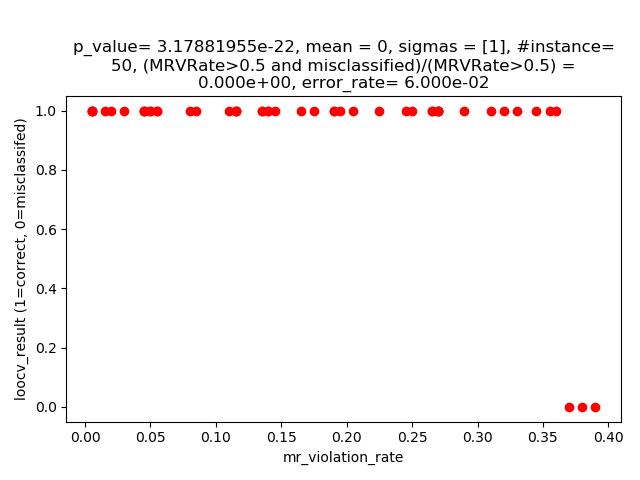 p_value= 3.17881955e-22, mean = 0, sigmas = [1], #instance=
50, (MRVRate>0.5 and misclassified)/(MRVRate>0.5) =
0.000e+00, error_rate= 6.000e-02
loocv_result (1=correct, 0=misclassifed)
1.0
0.8
0.6
0.4
0.2
0.0
0.00 0.05 0.10 0.15 0.20 0.25 0.30 0.35 0.40
mr_violation_rate